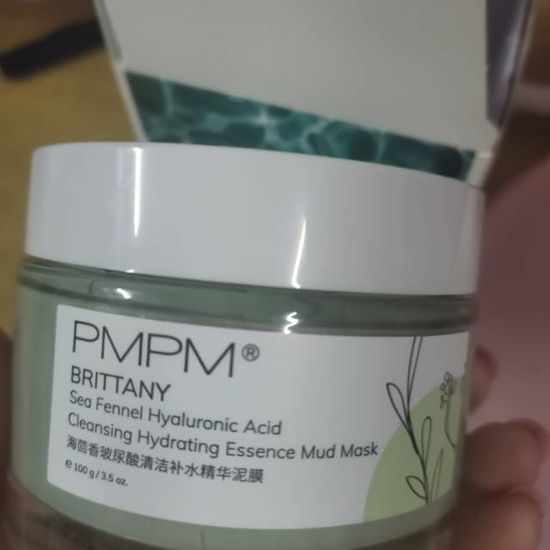 PMPM®
BRITTANY
Sea Fennel Hyaluronic Acid
Cleansing Hydrating Essence Mud Mask
海茴香玻尿酸清洁补水精华泥膜
℮ 100 g / 3.5 oz.